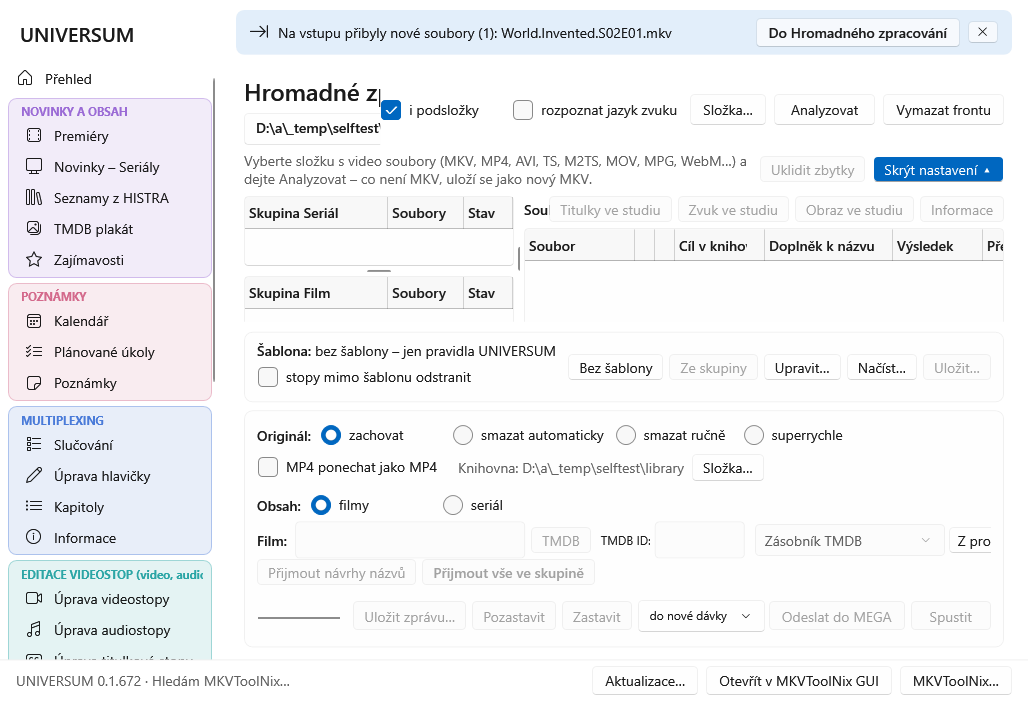 UNIVERSUM
Přehled
NOVINKY A OBSAH
Premiéry
Novinky – Seriály
Seznamy z HISTRA
TMDB plakát
Zajímavosti
POZNÁMKY
Kalendář
Plánované úkoly
Poznámky
MULTIPLEXING
Slučování
Úprava hlavičky
Kapitoly
Informace
EDITACE VIDEOSTOP (video, audio
Úprava videostopy
Úprava audiostopy
Na vstupu přibyly nové soubory (1): World.Invented.S02E01.mkv
Do Hromadného zpracování
Hromadné zp
i podsložky
rozpoznat jazyk zvuku
Složka...
Analyzovat
Vymazat frontu
D:\a\_temp\selftest\
Vyberte složku s video soubory (MKV, MP4, AVI, TS, M2TS, MOV, MPG, WebM...) a
dejte Analyzovat – co není MKV, uloží se jako nový MKV.
Uklidit zbytky
Skrýt nastavení ▲
Skupina Seriál Soubory Stav
Skupina Film Soubory Stav
Soul Titulky ve studiu Zvuk ve studiu Obraz ve studiu Informace
Soubor Cíl v knihov Doplněk k názvu Výsledek Pře
Šablona: bez šablony – jen pravidla UNIVERSUM
stopy mimo šablonu odstranit
Bez šablony Ze skupiny Upravit... Načíst... Uložit...
Originál: zachovat smazat automaticky smazat ručně superrychle
MP4 ponechat jako MP4 Knihovna: D:\a\_temp\selftest\library Složka...
Obsah: filmy seriál
Film: TMDB TMDB ID: Zásobník TMDB Z pro
Přijmout návrhy názvů Přijmout vše ve skupině
Uložit zprávu... Pozastavit Zastavit do nové dávky Odeslat do MEGA Spustit
UNIVERSUM 0.1.672 · Hledám MKVToolNix...
Aktualizace... Otevřít v MKVToolNix GUI MKVToolNix...